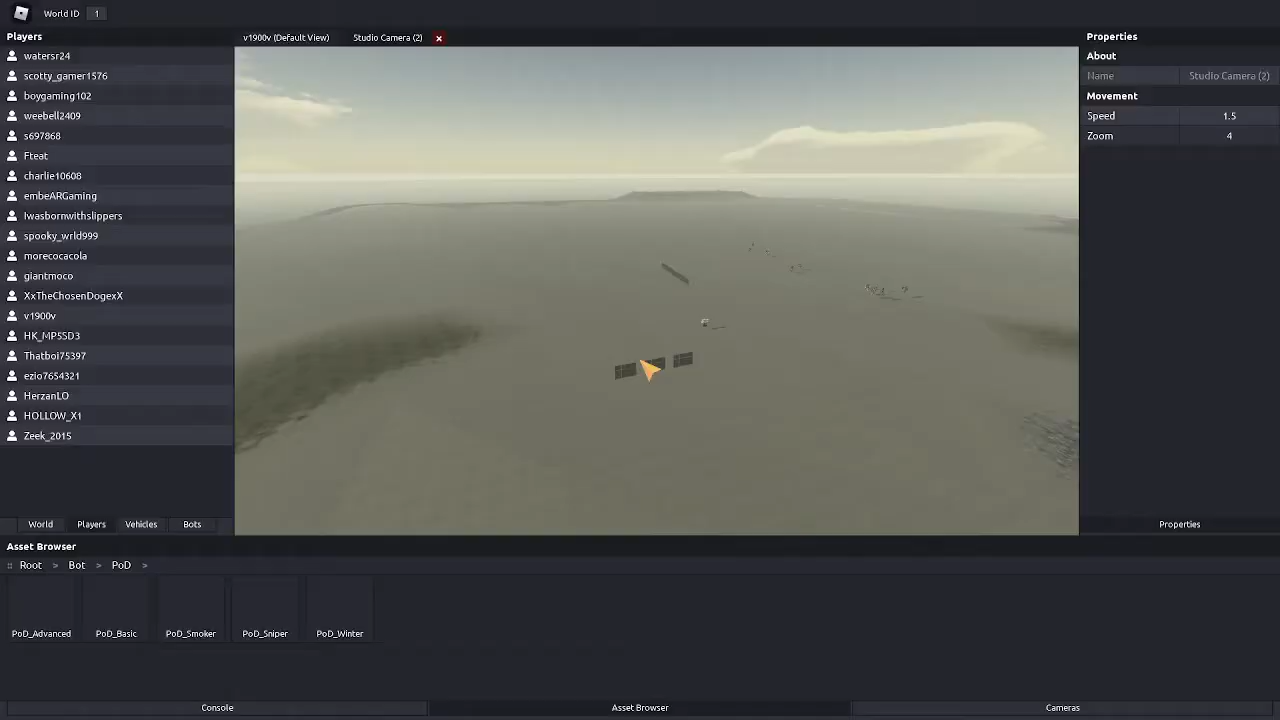 World ID 1
Players
watersr24
scotty_gamer1576
boygaming102
weebell2409
s697868
Fteat
charlie10608
embeARGaming
Iwasbornwithslippers
spooky_wrld999
morecocacola
giantmoco
XxTheChosenDogexX
v1900v
HK_MP5SD3
Thatboi75397
ezio7654321
HerzanLO
HOLLOW_X1
Zeek_2015
World Players Vehicles Bots
v1900v (Default View) Studio Camera (2) x
Properties
About
Name Studio Camera (2)
Movement
Speed 1.5
Zoom 4
Properties
Asset Browser
Root > Bot > PoD >
PoD_Advanced PoD_Basic PoD_Smoker PoD_Sniper PoD_Winter
Console Asset Browser Cameras